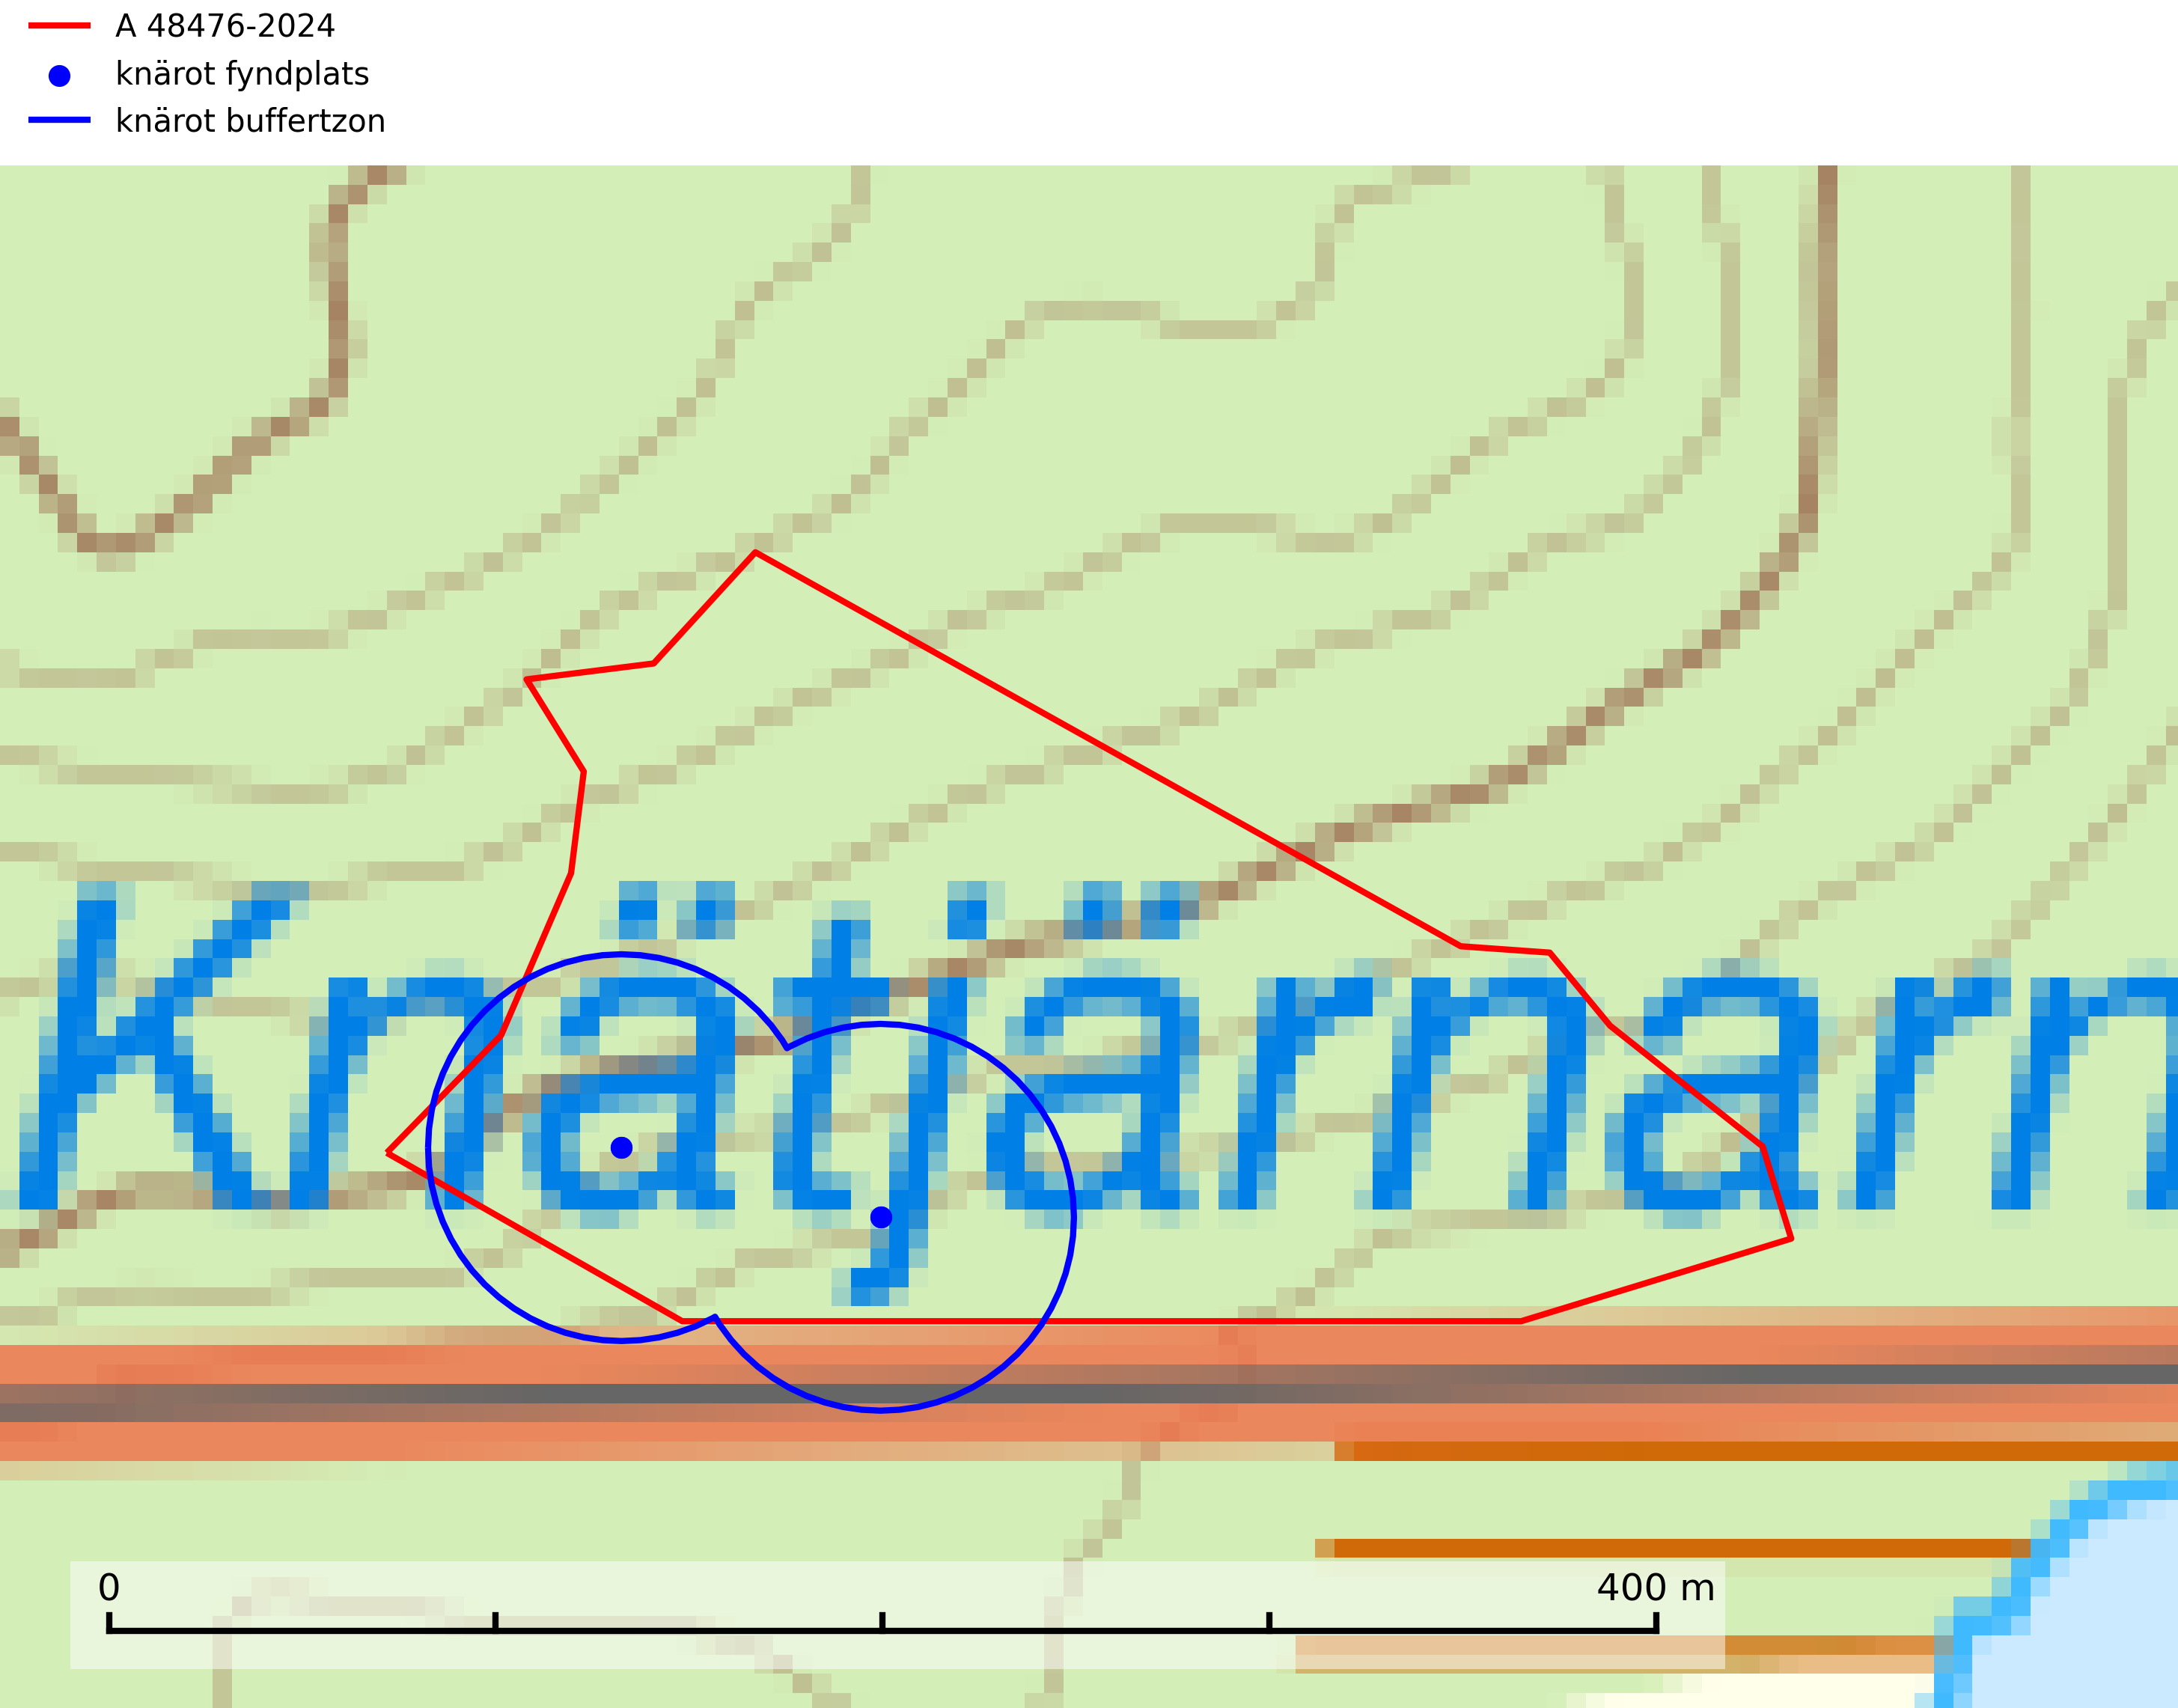 A 48476-2024
knärot fyndplats
knärot buffertzon
Knätjärnarn
0 400 m